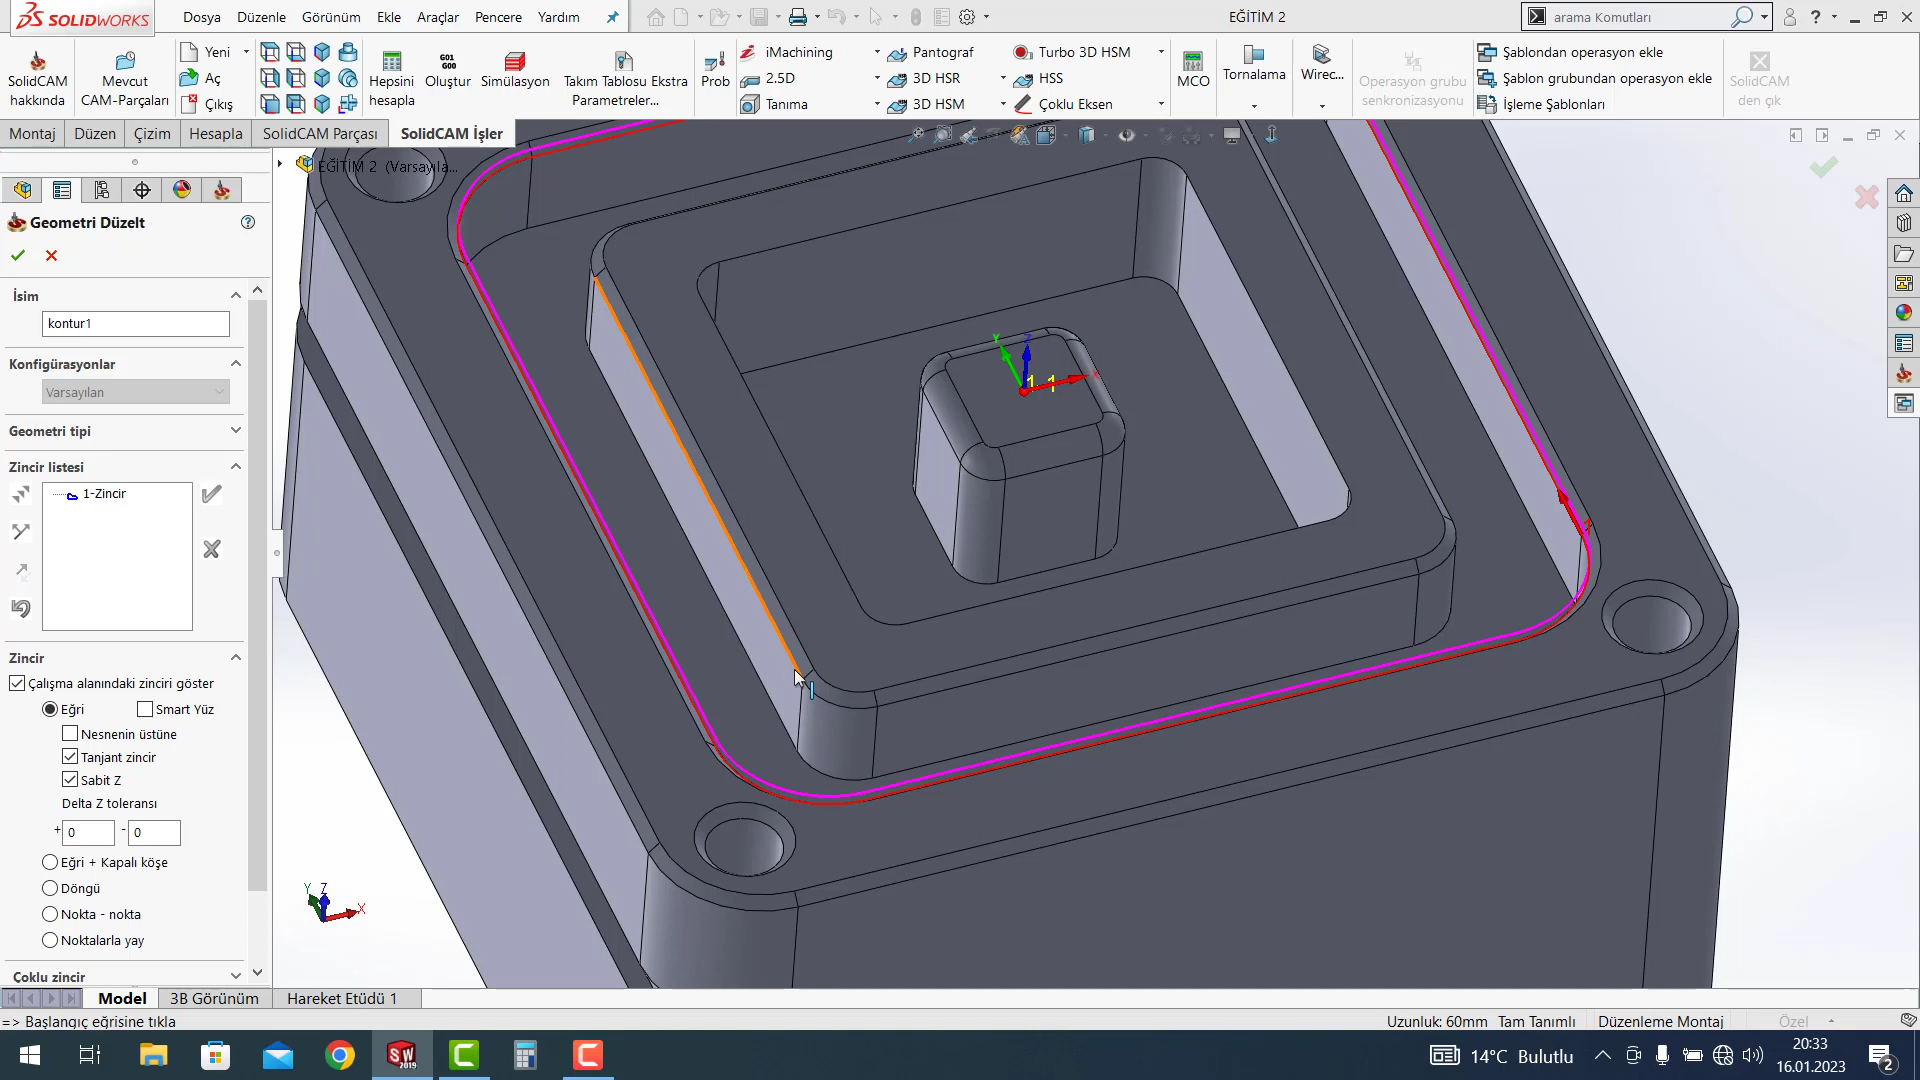 SOLIDWORKS
Dosya Düzenle Görünüm Ekle Araçlar Pencere Yardım
EĞİTİM 2
arama Komutları
SolidCAM hakkında
Mevcut CAM-Parçaları
Yeni
Aç
Çıkış
Hepsini hesapla
G01 G00
Oluştur
Simülasyon
Takım Tablosu Ekstra Parametreler...
Prob
iMachining
2.5D
Tanıma
Pantograf
3D HSR
3D HSM
Turbo 3D HSM
HSS
Çoklu Eksen
MCO
Tornalama
Wirec...
Operasyon grubu senkronizasyonu
Şablondan operasyon ekle
Şablon grubundan operasyon ekle
İşleme Şablonları
SolidCAM den çık
Montaj Düzen Çizim Hesapla SolidCAM Parçası SolidCAM İşler
EĞİTİM 2 (Varsayıla...
Geometri Düzelt
İsim
kontur1
Konfigürasyonlar
Varsayılan
Geometri tipi
Zincir listesi
1-Zincir
Zincir
Çalışma alanındaki zinciri göster
Eğri Smart Yüz
Nesnenin üstüne
Tanjant zincir
Sabit Z
Delta Z toleransı
+ 0 - 0
Eğri + Kapalı köşe
Döngü
Nokta - nokta
Noktalarla yay
Çoklu zincir
Y Z X
1 1
Y Z X
Model 3B Görünüm Hareket Etüdü 1
=> Başlangıç eğrisine tıkla
Uzunluk: 60mm Tam Tanımlı Düzenleme Montaj Özel
SW 2019
14°C Bulutlu
20:33
16.01.2023
2